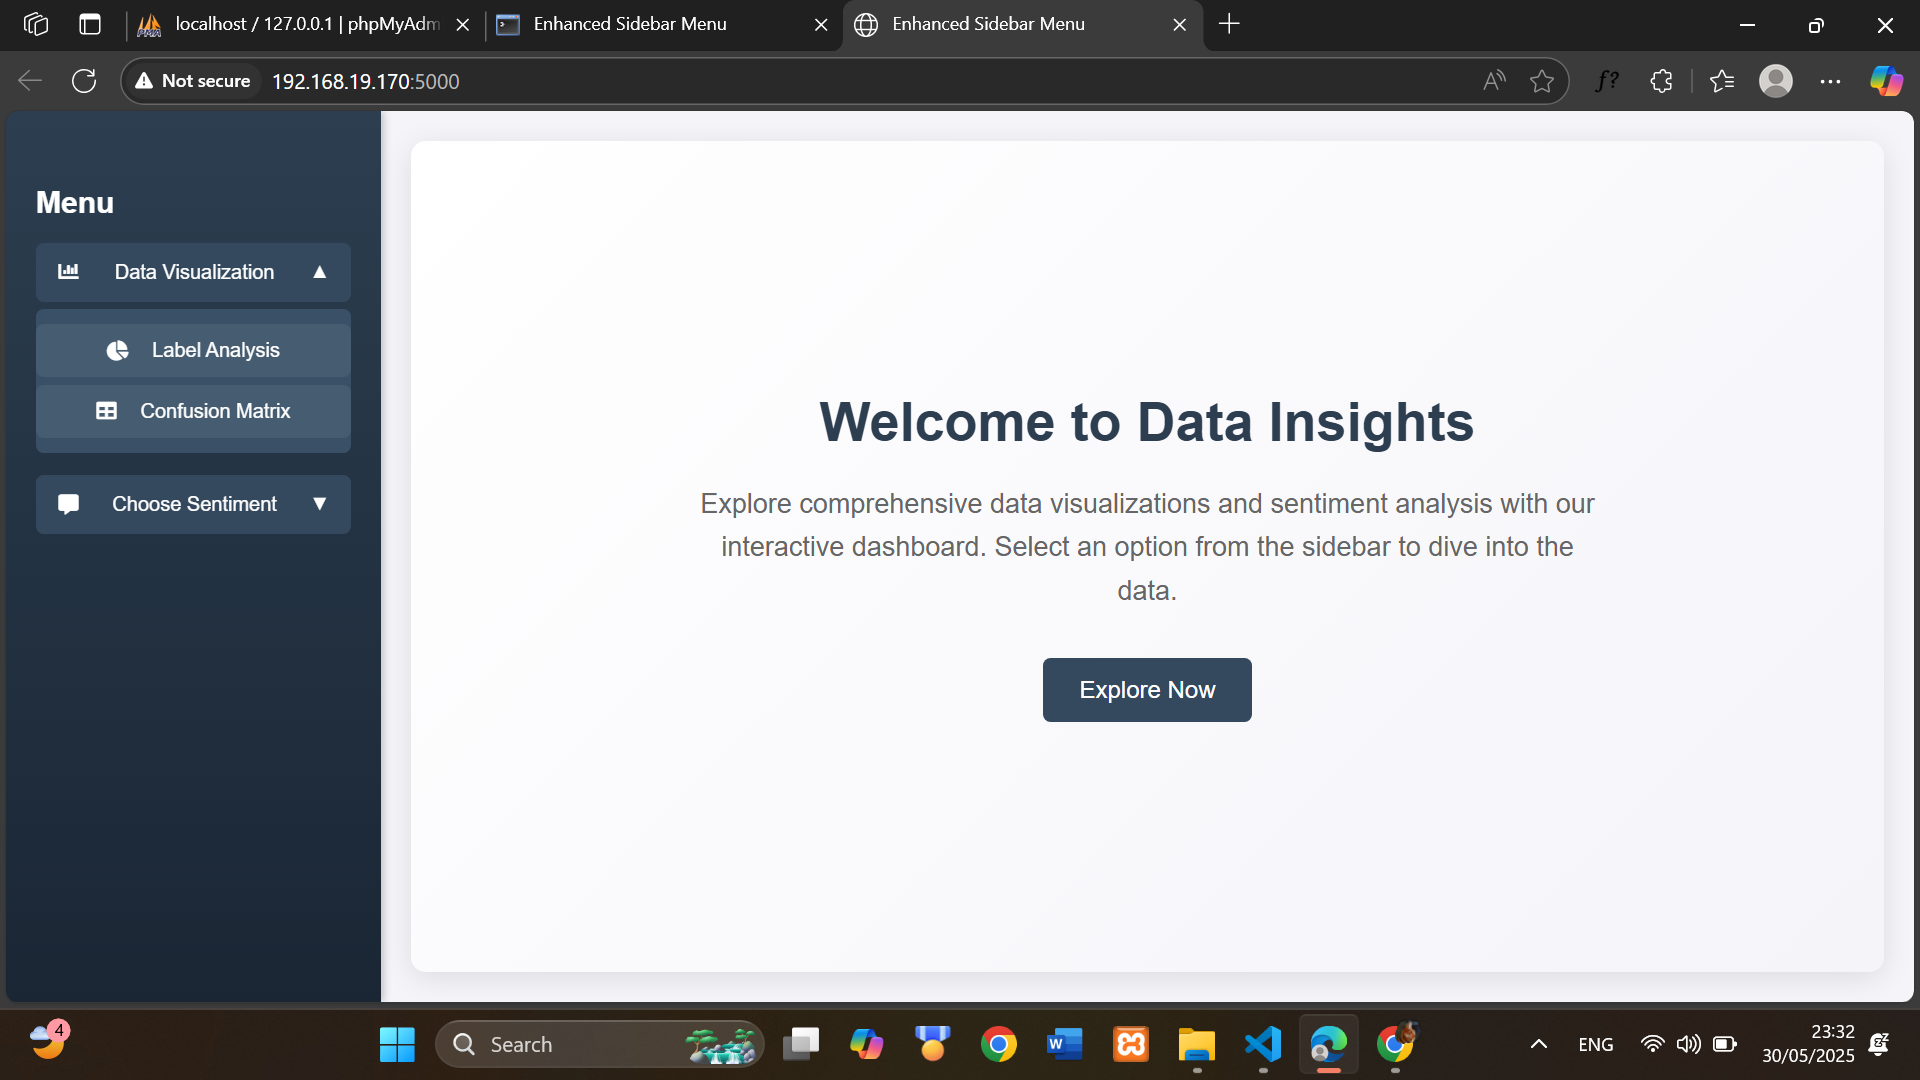 localhost / 127.0.0.1 | phpMyAdm
Enhanced Sidebar Menu
Enhanced Sidebar Menu
Not secure
192.168.19.170:5000
Menu
Data Visualization ▲
Label Analysis
Confusion Matrix
Choose Sentiment ▼
Welcome to Data Insights
Explore comprehensive data visualizations and sentiment analysis with our
interactive dashboard. Select an option from the sidebar to dive into the
data.
Explore Now
4
Search
ENG
23:32
30/05/2025